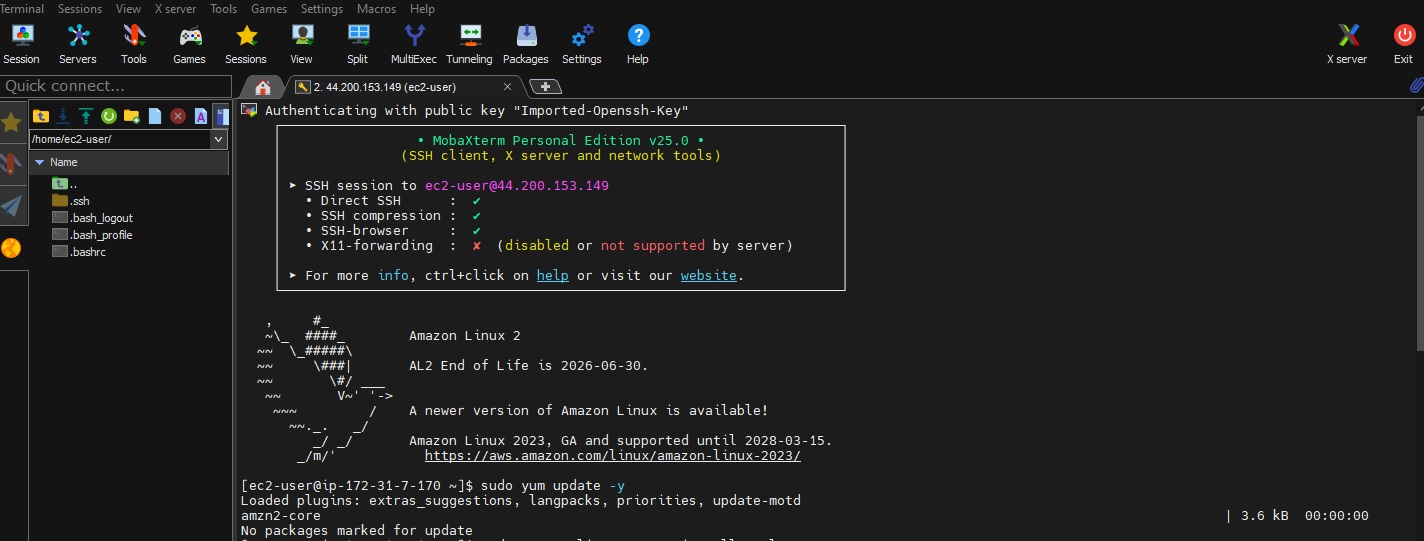 Terminal Sessions View X server Tools Games Settings Macros Help
Session Servers Tools Games Sessions View Split MultiExec Tunneling Packages Settings Help X server Exit
Quick connect...
2. 44.200.153.149 (ec2-user)
/home/ec2-user/
Name
..
.ssh
.bash_logout
.bash_profile
.bashrc
Authenticating with public key "Imported-Openssh-Key"
• MobaXterm Personal Edition v25.0 •
(SSH client, X server and network tools)
➤ SSH session to ec2-user@44.200.153.149
• Direct SSH : ✔
• SSH compression : ✔
• SSH-browser : ✔
• X11-forwarding : ✘ (disabled or not supported by server)
➤ For more info, ctrl+click on help or visit our website.
   ,     #_
   ~\_  ####_        Amazon Linux 2
  ~~  \_#####\
  ~~     \###|       AL2 End of Life is 2026-06-30.
  ~~       \#/ ___
   ~~       V~' '->
    ~~~         /    A newer version of Amazon Linux is available!
      ~~._.   _/
         _/ _/       Amazon Linux 2023, GA and supported until 2028-03-15.
       _/m/'           https://aws.amazon.com/linux/amazon-linux-2023/
[ec2-user@ip-172-31-7-170 ~]$ sudo yum update -y
Loaded plugins: extras_suggestions, langpacks, priorities, update-motd
amzn2-core | 3.6 kB 00:00:00
No packages marked for update